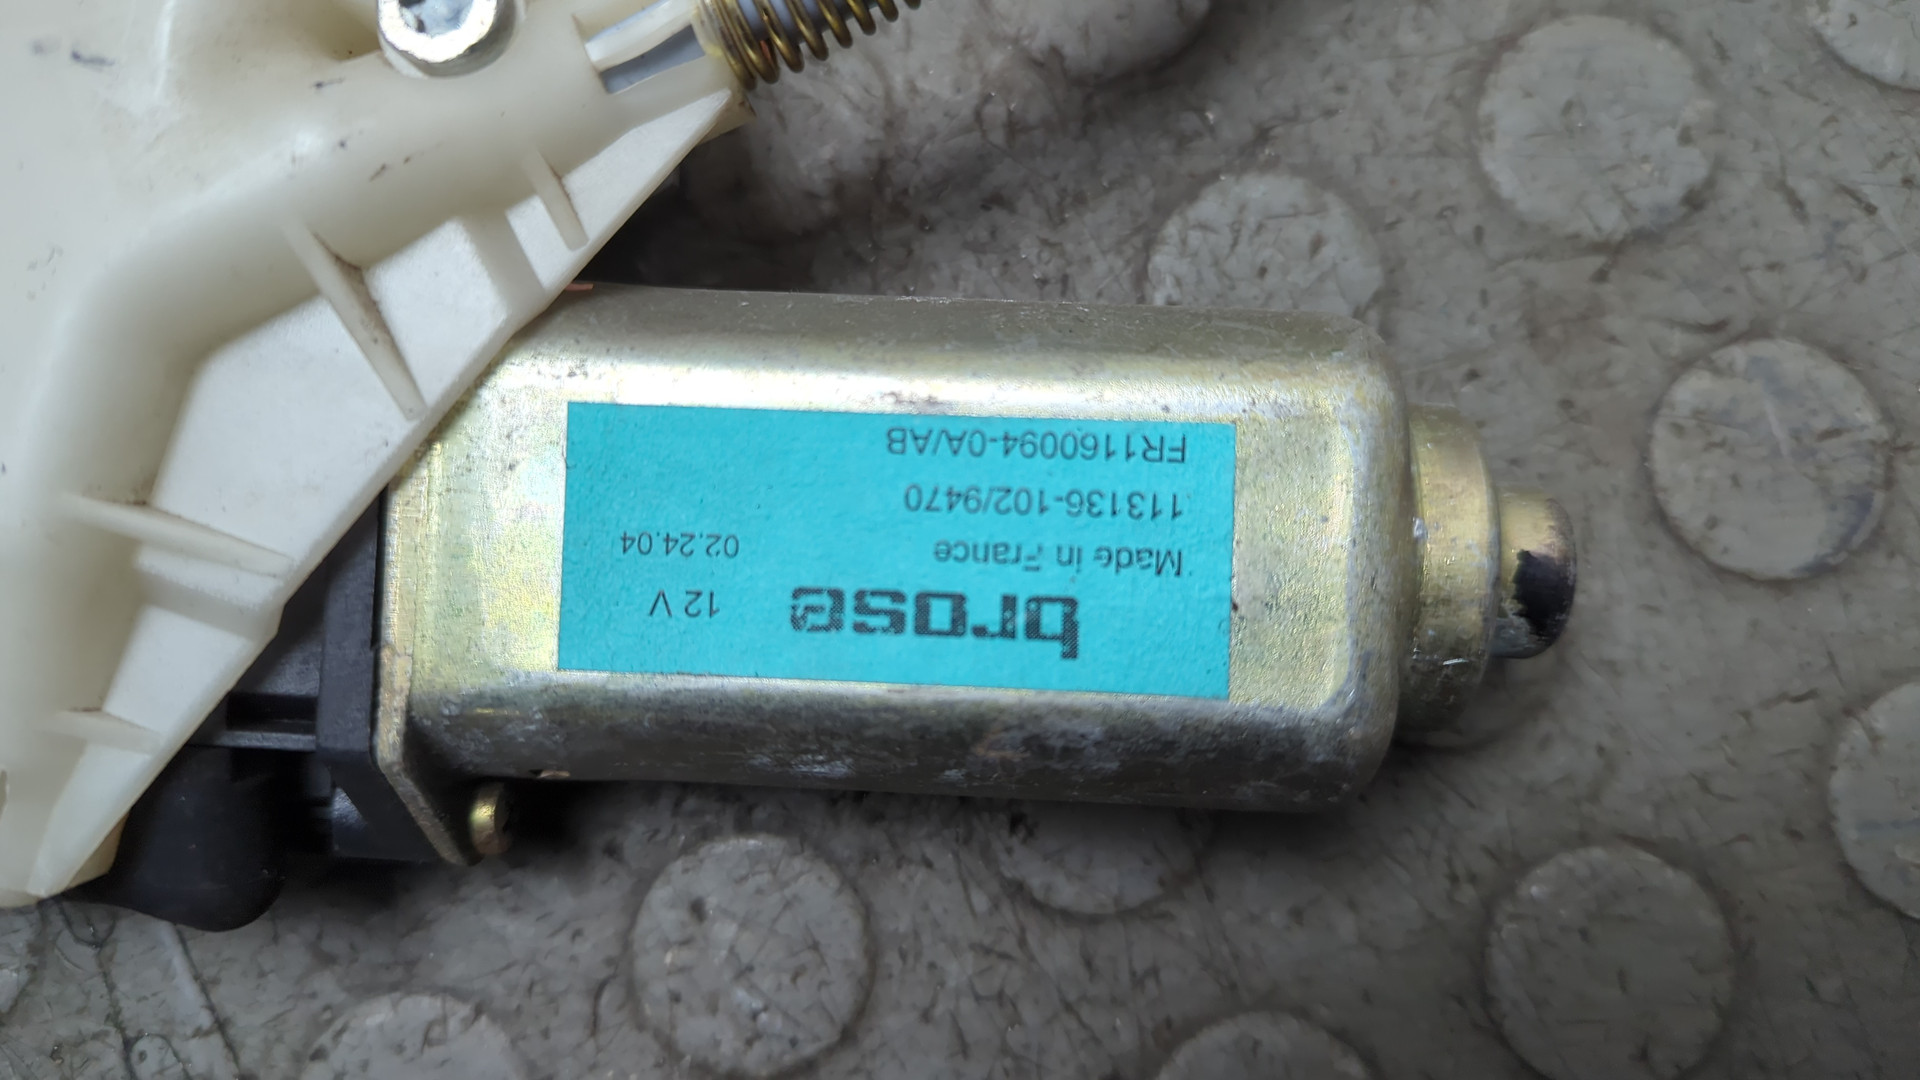 brose 12 V
Made in France 02.24.04
113136-102/9470
FR1160094-0A/AB